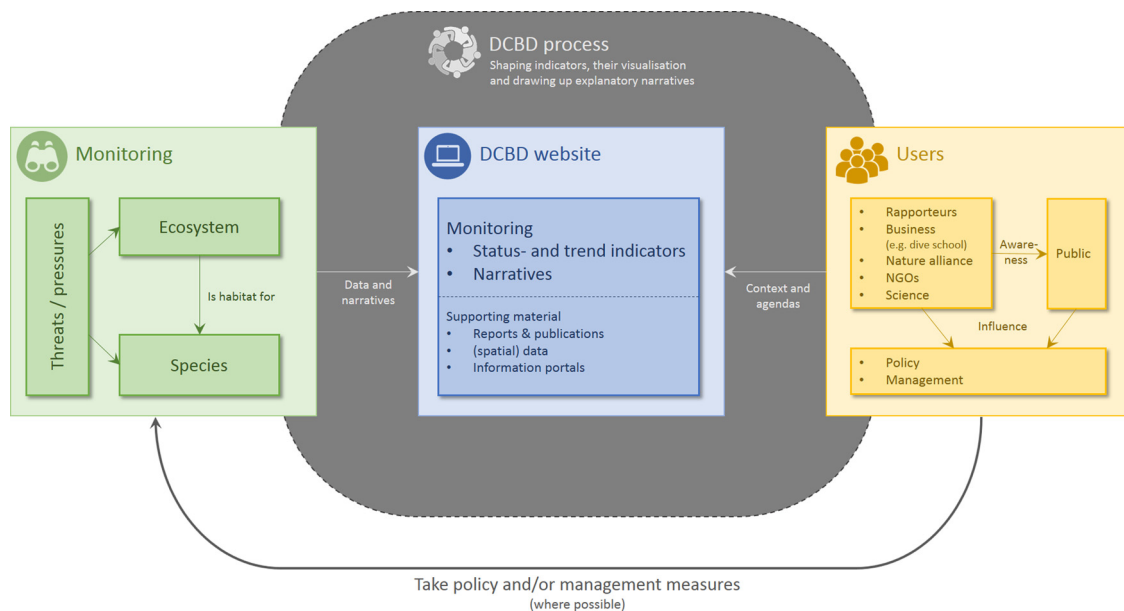 DCBD process
Shaping indicators, their visualisation
and drawing up explanatory narratives
Monitoring
Threats / pressures
Ecosystem
Is habitat for
Species
Data and
narratives
DCBD website
Monitoring
• Status- and trend indicators
• Narratives
Supporting material
• Reports & publications
• (spatial) data
• Information portals
Context and
agendas
Users
• Rapporteurs
• Business
(e.g. dive school)
• Nature alliance
• NGOs
• Science
Aware-
ness
Public
Influence
• Policy
• Management
Take policy and/or management measures
(where possible)